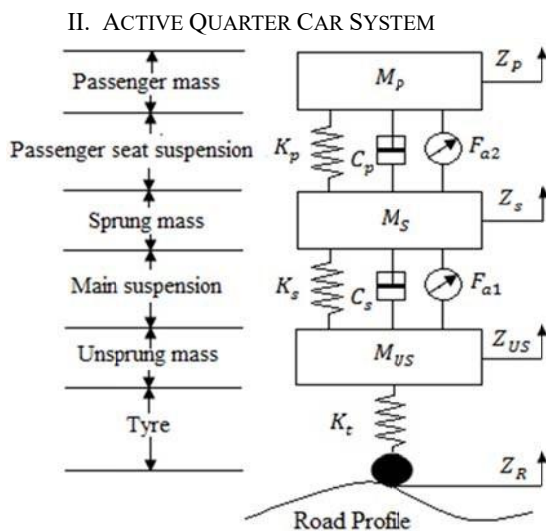 II. ACTIVE QUARTER CAR SYSTEM
Passenger mass
M_P
Z_P
Passenger seat suspension
K_p
C_p
F_a2
Sprung mass
M_S
Z_s
Main suspension
K_s
C_s
F_a1
Unsprung mass
M_US
Z_US
Tyre
K_t
Z_R
Road Profile